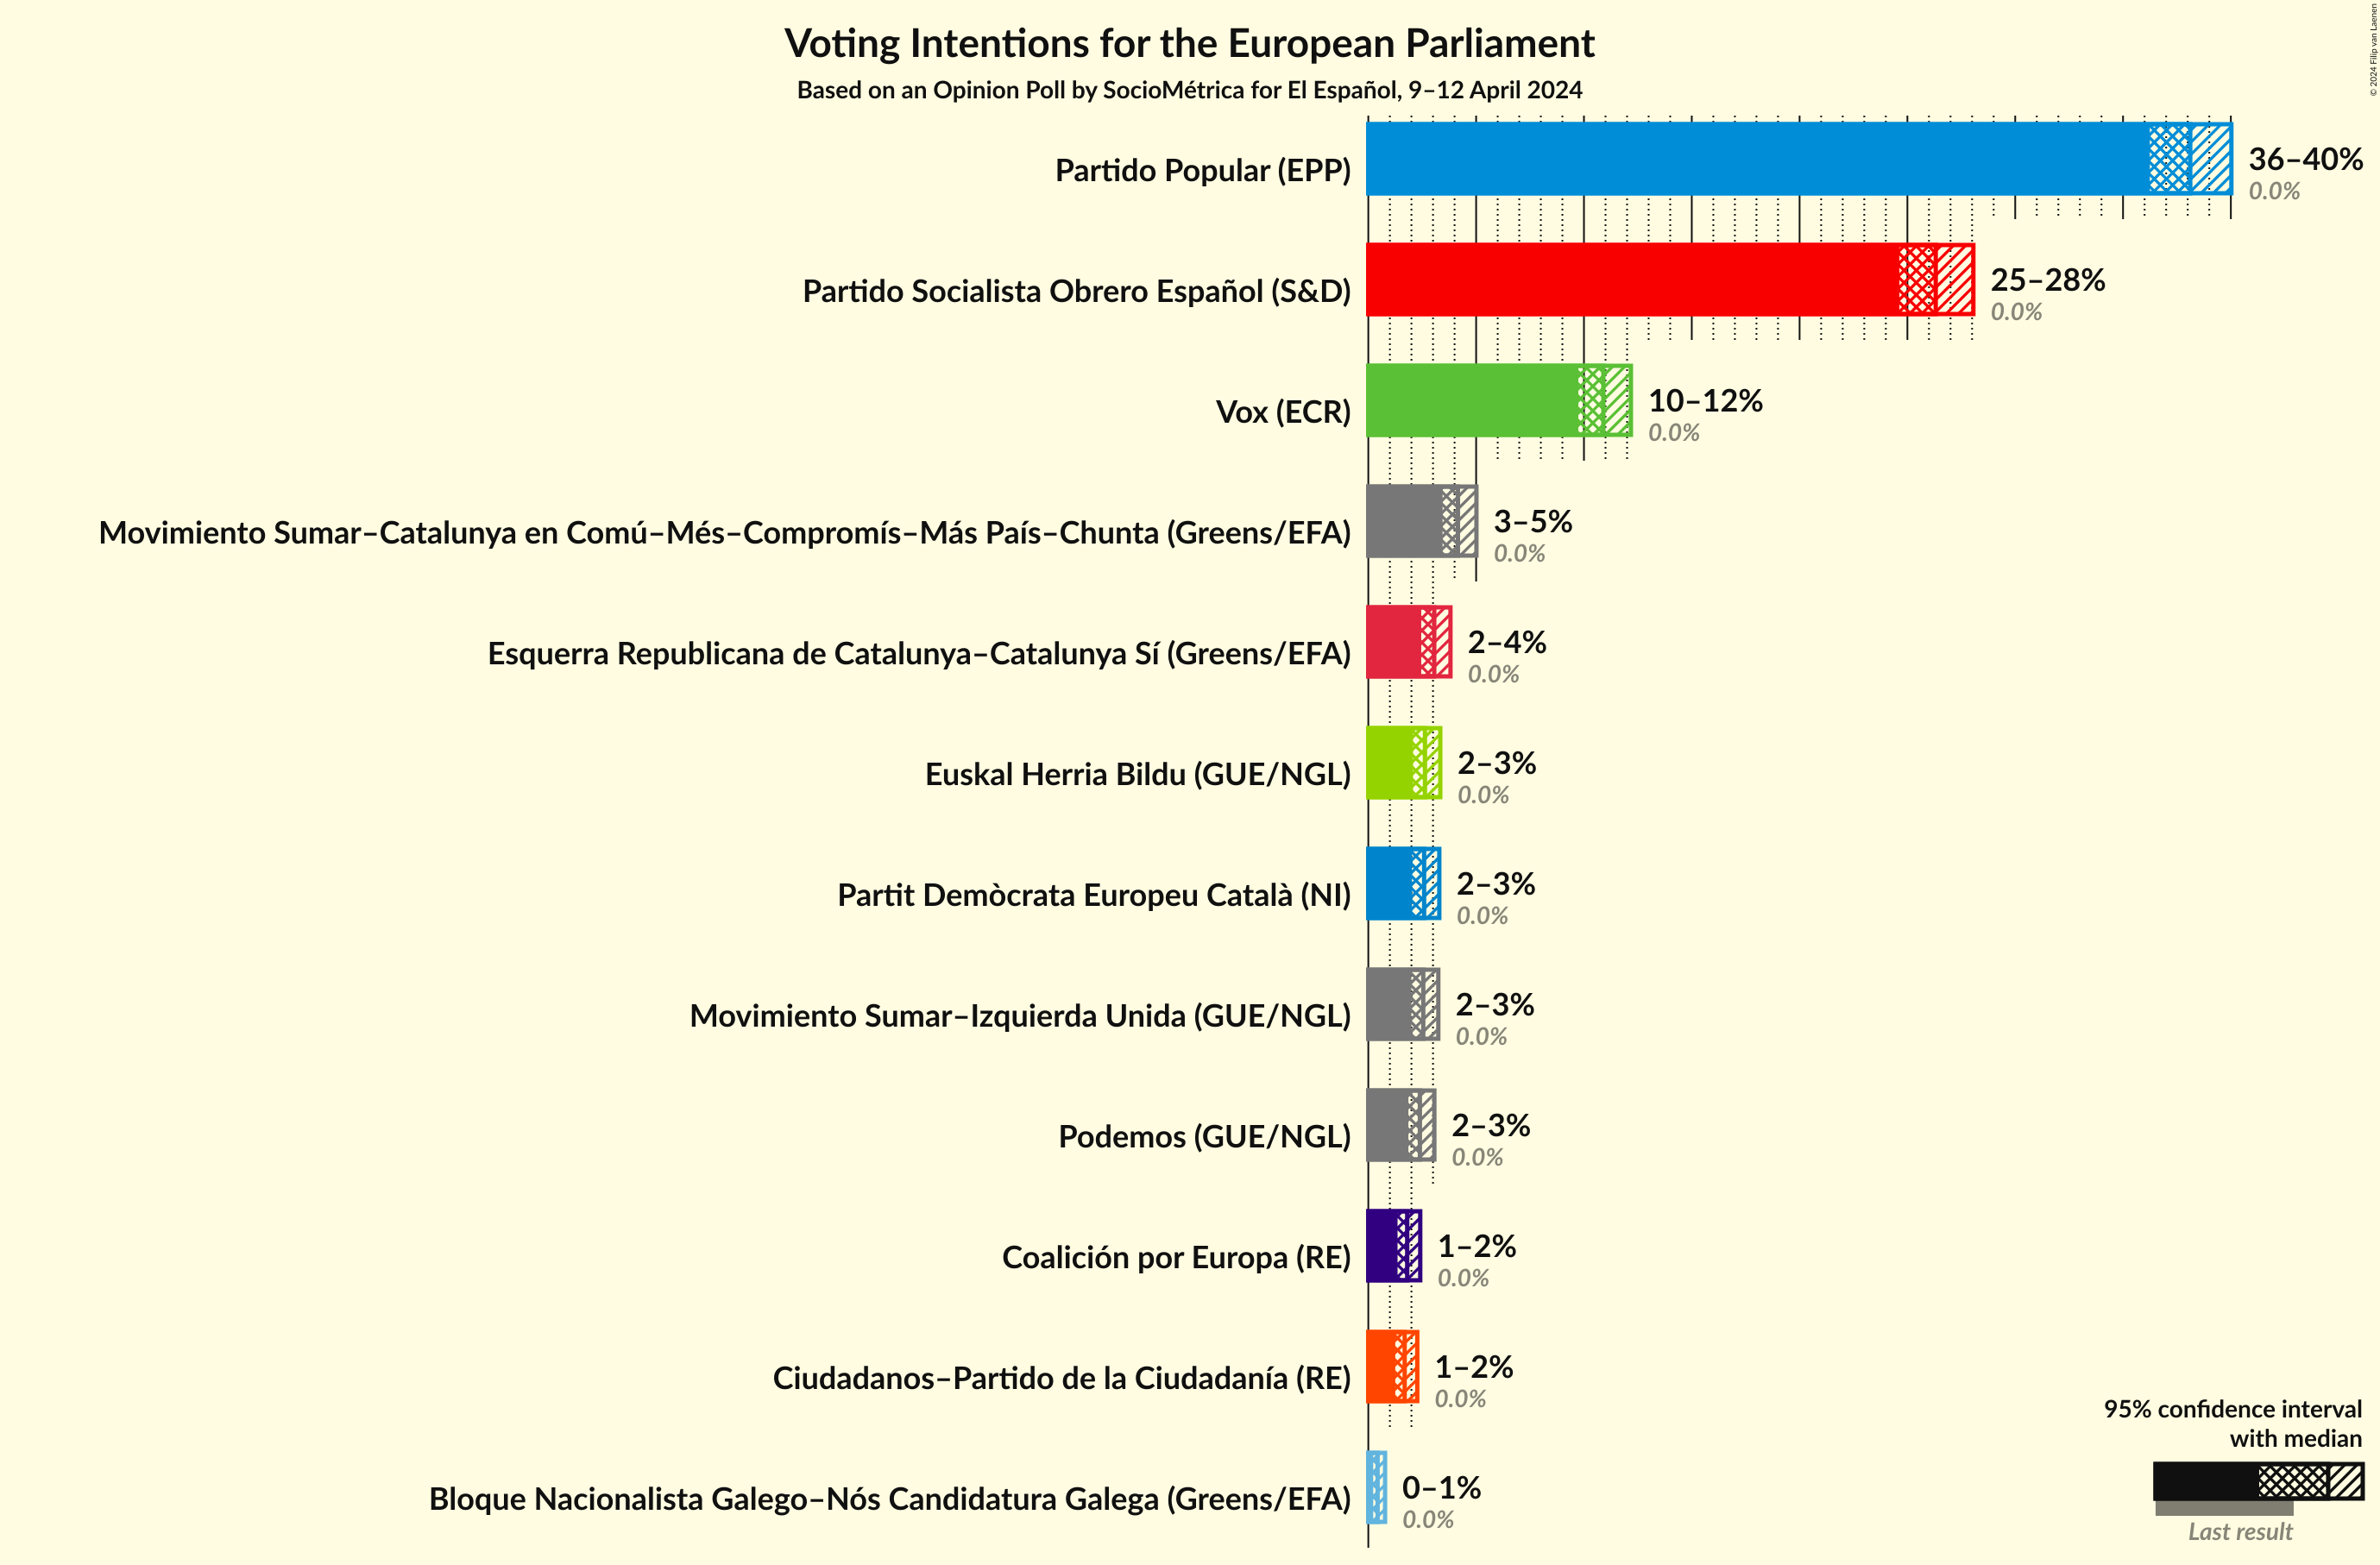 Voting Intentions for the European Parliament
Based on an Opinion Poll by SocioMétrica for El Español, 9–12 April 2024
© 2024 Filip van Laenen
Partido Popular (EPP)
36–40%
0.0%
Partido Socialista Obrero Español (S&D)
25–28%
0.0%
Vox (ECR)
10–12%
0.0%
Movimiento Sumar–Catalunya en Comú–Més–Compromís–Más País–Chunta (Greens/EFA)
3–5%
0.0%
Esquerra Republicana de Catalunya–Catalunya Sí (Greens/EFA)
2–4%
0.0%
Euskal Herria Bildu (GUE/NGL)
2–3%
0.0%
Partit Demòcrata Europeu Català (NI)
2–3%
0.0%
Movimiento Sumar–Izquierda Unida (GUE/NGL)
2–3%
0.0%
Podemos (GUE/NGL)
2–3%
0.0%
Coalición por Europa (RE)
1–2%
0.0%
Ciudadanos–Partido de la Ciudadanía (RE)
1–2%
0.0%
Bloque Nacionalista Galego–Nós Candidatura Galega (Greens/EFA)
0–1%
0.0%
95% confidence interval
with median
Last result